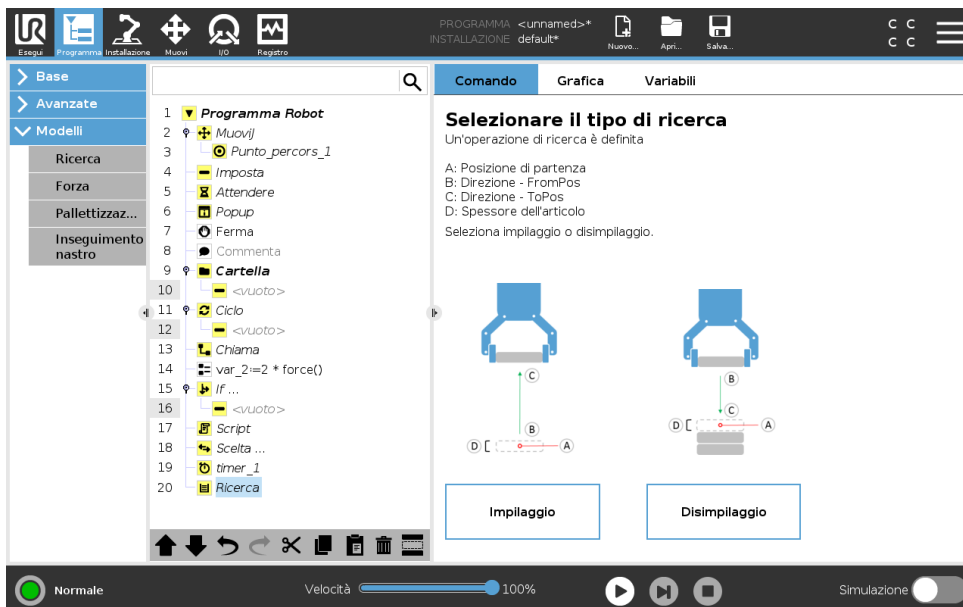 PROGRAMMA <unnamed>*
INSTALLAZIONE default*
Esegui
Programma
Installazione
Muovi
I/O
Registro
Nuovo...
Apri...
Salva...
C C
C C
Base
Avanzate
Modelli
Ricerca
Forza
Pallettizzaz...
Inseguimento
nastro
1 Programma Robot
2 MuoviJ
3 Punto_percors_1
4 Imposta
5 Attendere
6 Popup
7 Ferma
8 Commenta
9 Cartella
10 <vuoto>
11 Ciclo
12 <vuoto>
13 Chiama
14 var_2:=2 * force()
15 If ...
16 <vuoto>
17 Script
18 Scelta ...
19 timer_1
20 Ricerca
Comando Grafica Variabili
Selezionare il tipo di ricerca
Un'operazione di ricerca è definita
A: Posizione di partenza
B: Direzione - FromPos
C: Direzione - ToPos
D: Spessore dell'articolo
Seleziona impilaggio o disimpilaggio.
C
B
D A
B
C
D A
Impilaggio
Disimpilaggio
Normale
Velocità 100%
Simulazione